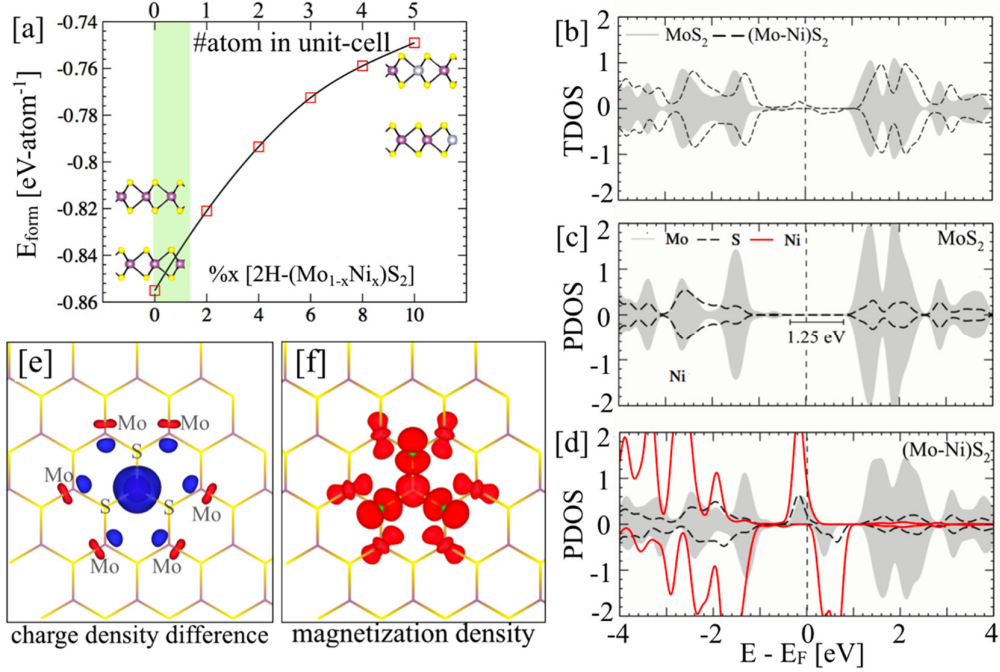 [a]
0 1 2 3 4 5
#atom in unit-cell
-0.74
-0.76
-0.78
-0.8
-0.82
-0.84
-0.86
E_form [eV-atom⁻¹]
%x [2H-(Mo₁₋ₓNiₓ)S₂]
0 2 4 6 8 10
[b]
MoS₂ (Mo-Ni)S₂
2
1
0
-1
-2
TDOS
[c]
Mo S Ni MoS₂
2
1
0
-1
-2
PDOS
1.25 eV
Ni
[d]
(Mo-Ni)S₂
2
1
0
-1
-2
PDOS
-4 -2 0 2 4
E - E_F [eV]
[e]
Mo Mo
S
Mo
S S
Mo
Mo Mo
charge density difference
[f]
magnetization density